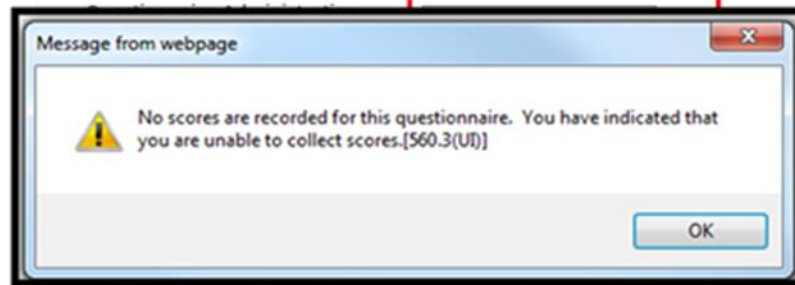 Message from webpage
No scores are recorded for this questionnaire.  You have indicated that
you are unable to collect scores.[560.3(UI)]
OK